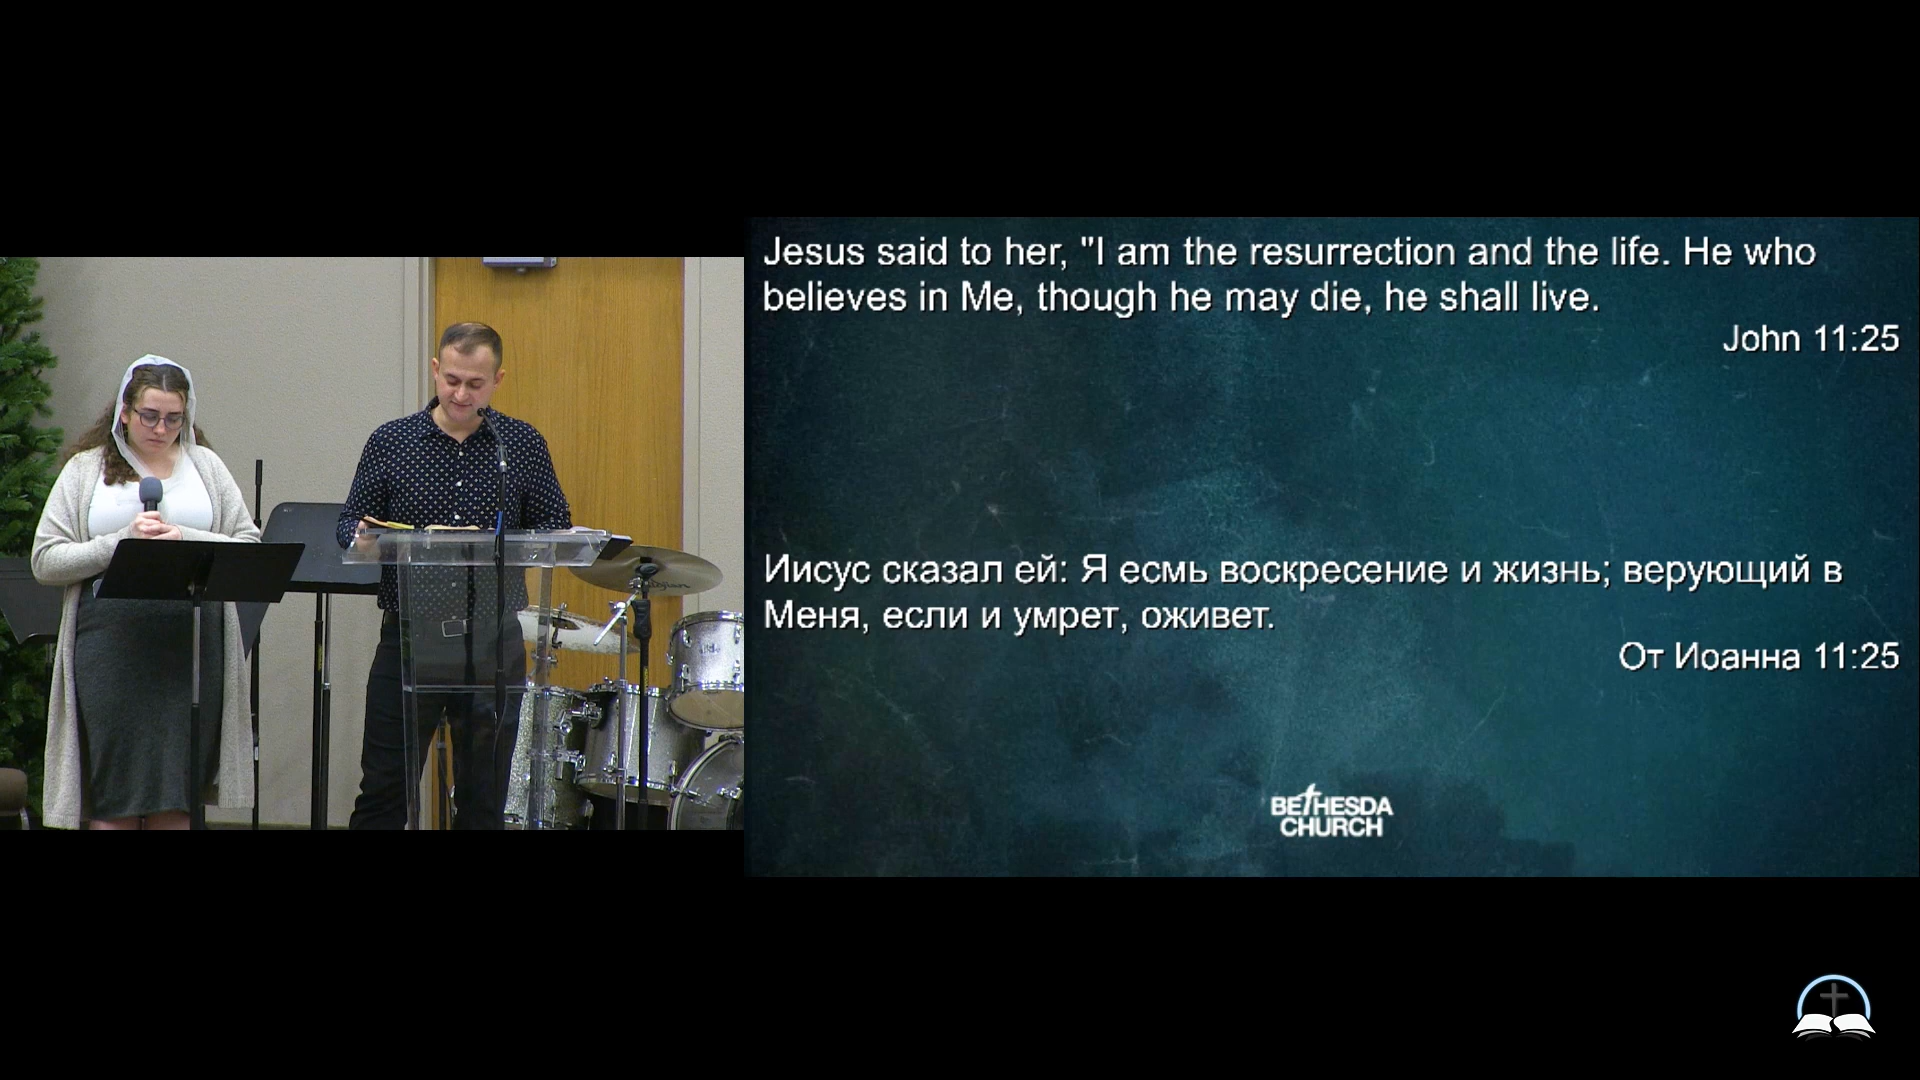 Jesus said to her, "I am the resurrection and the life. He who
believes in Me, though he may die, he shall live.
John 11:25
Иисус сказал ей: Я есмь воскресение и жизнь; верующий в
Меня, если и умрет, оживет.
От Иоанна 11:25
BETHESDA
CHURCH